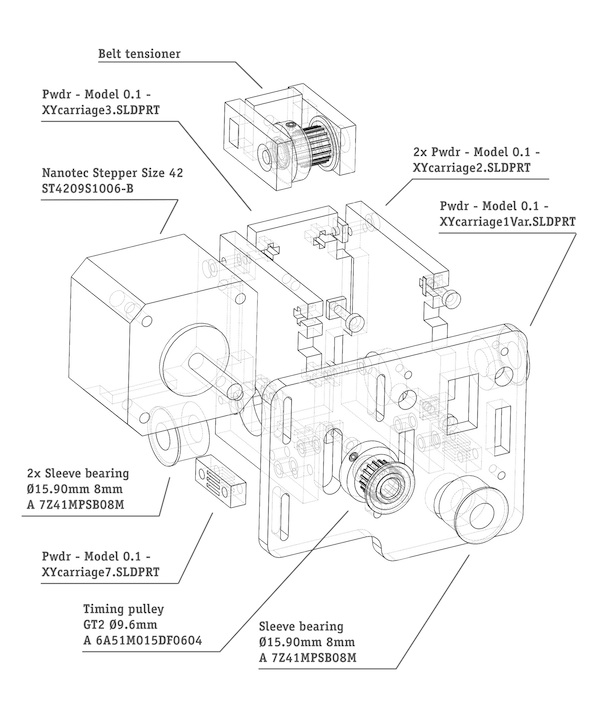 Belt tensioner
Pwdr - Model 0.1 -
XYcarriage3.SLDPRT
Nanotec Stepper Size 42
ST4209S1006-B
2x Pwdr - Model 0.1 -
XYcarriage2.SLDPRT
Pwdr - Model 0.1 -
XYcarriage1Var.SLDPRT
2x Sleeve bearing
Ø15.90mm 8mm
A 7Z41MPSB08M
Pwdr - Model 0.1 -
XYcarriage7.SLDPRT
Timing pulley
GT2 Ø9.6mm
A 6A51M015DF0604
Sleeve bearing
Ø15.90mm 8mm
A 7Z41MPSB08M